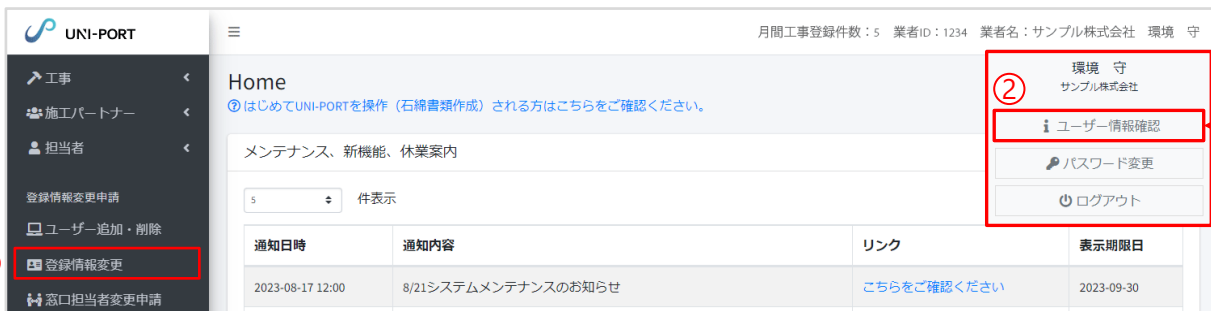 UNI-PORT
月間工事登録件数：5　業者ID：1234　業者名：サンプル株式会社　環境　守
工事
施工パートナー
担当者
登録情報変更申請
ユーザー追加・削除
登録情報変更
窓口担当者変更申請
Home
はじめてUNI-PORTを操作（石綿書類作成）される方はこちらをご確認ください。
メンテナンス、新機能、休業案内
5 件表示
通知日時 通知内容 リンク 表示期限日
2023-08-17 12:00 8/21システムメンテナンスのお知らせ こちらをご確認ください 2023-09-30
②
環境　守
サンプル株式会社
ユーザー情報確認
パスワード変更
ログアウト